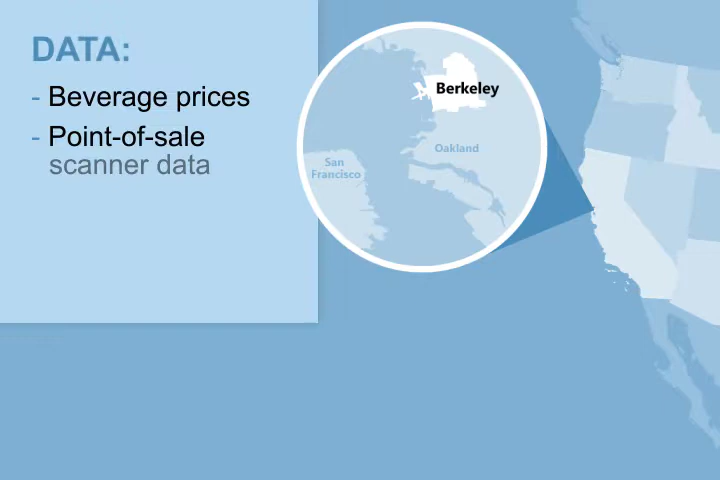 DATA:
- Beverage prices
- Point-of-sale
scanner data
Berkeley
Oakland
San
Francisco